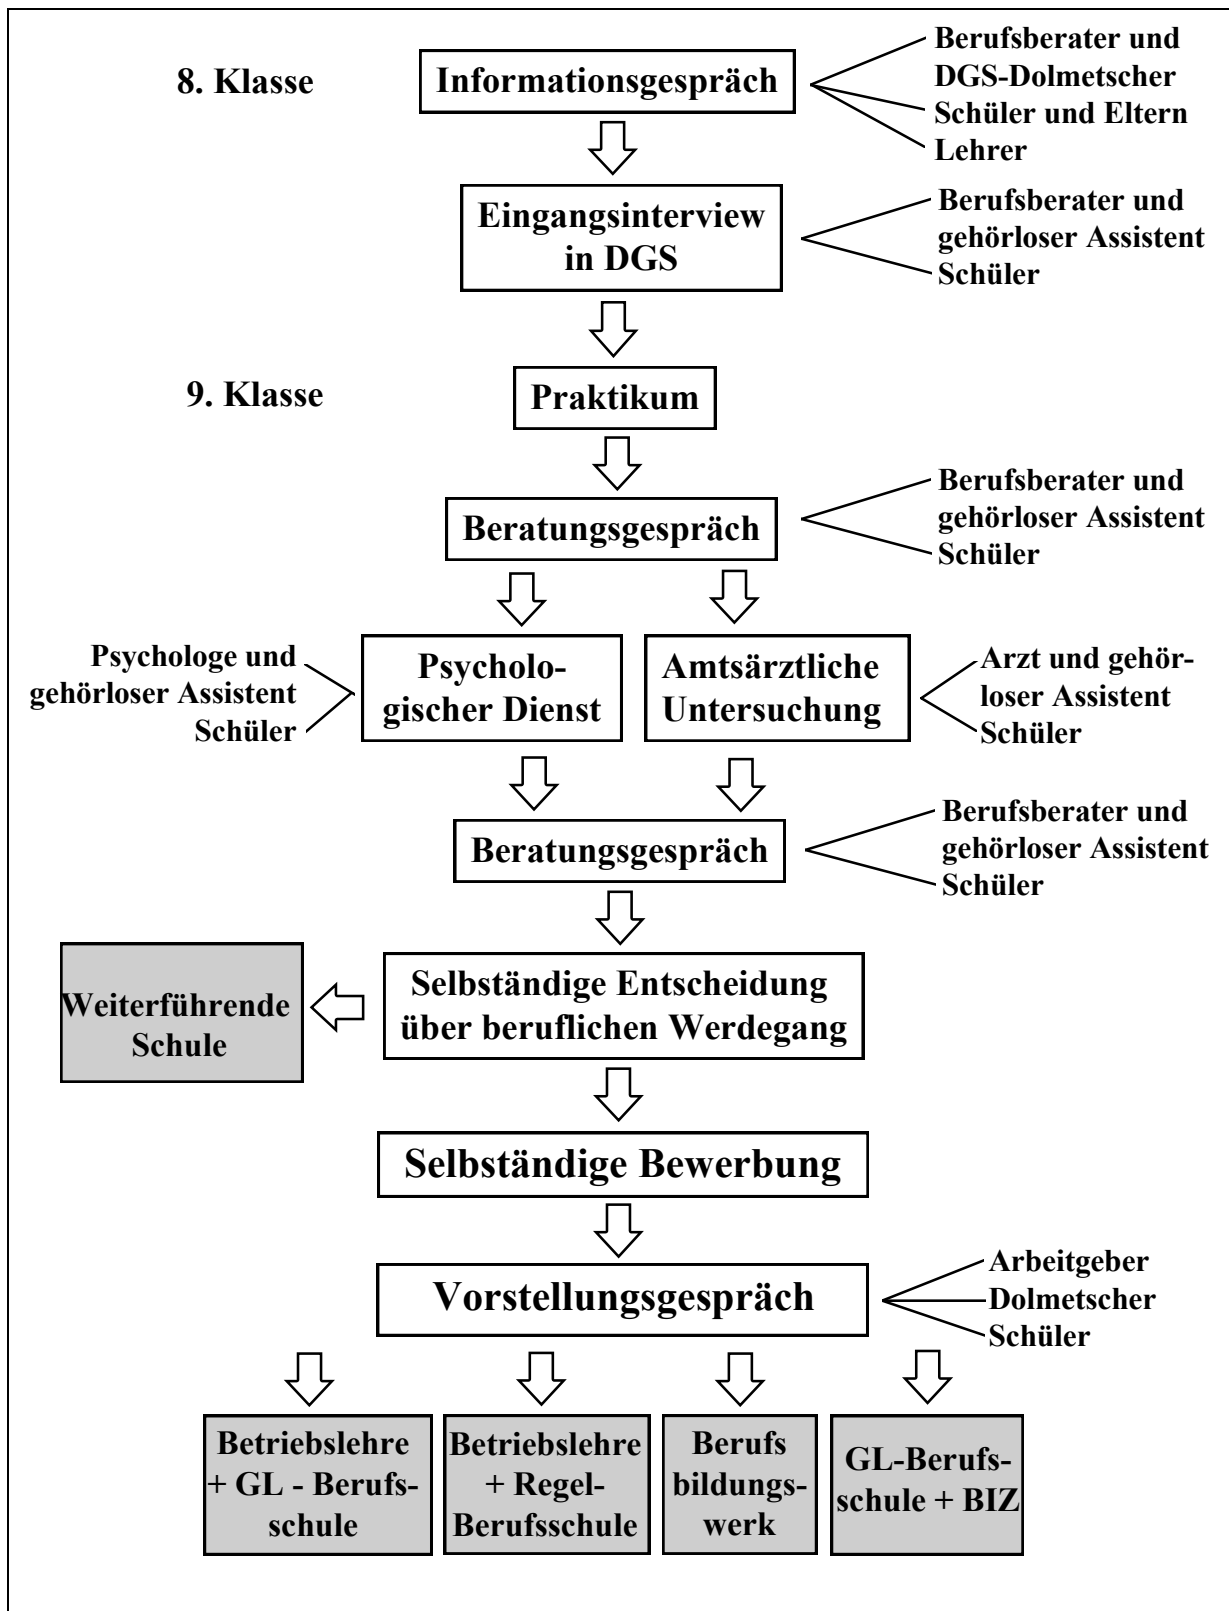 8. Klasse
Informationsgespräch
Berufsberater und
DGS-Dolmetscher
Schüler und Eltern
Lehrer
Eingangsinterview
in DGS
Berufsberater und
gehörloser Assistent
Schüler
9. Klasse
Praktikum
Beratungsgespräch
Berufsberater und
gehörloser Assistent
Schüler
Psychologe und
gehörloser Assistent
Schüler
Psycholo-
gischer Dienst
Amtsärztliche
Untersuchung
Arzt und gehör-
loser Assistent
Schüler
Beratungsgespräch
Berufsberater und
gehörloser Assistent
Schüler
Weiterführende
Schule
Selbständige Entscheidung
über beruflichen Werdegang
Selbständige Bewerbung
Vorstellungsgespräch
Arbeitgeber
Dolmetscher
Schüler
Betriebslehre
+ GL - Berufs-
schule
Betriebslehre
+ Regel-
Berufsschule
Berufs
bildungs-
werk
GL-Berufs-
schule + BIZ